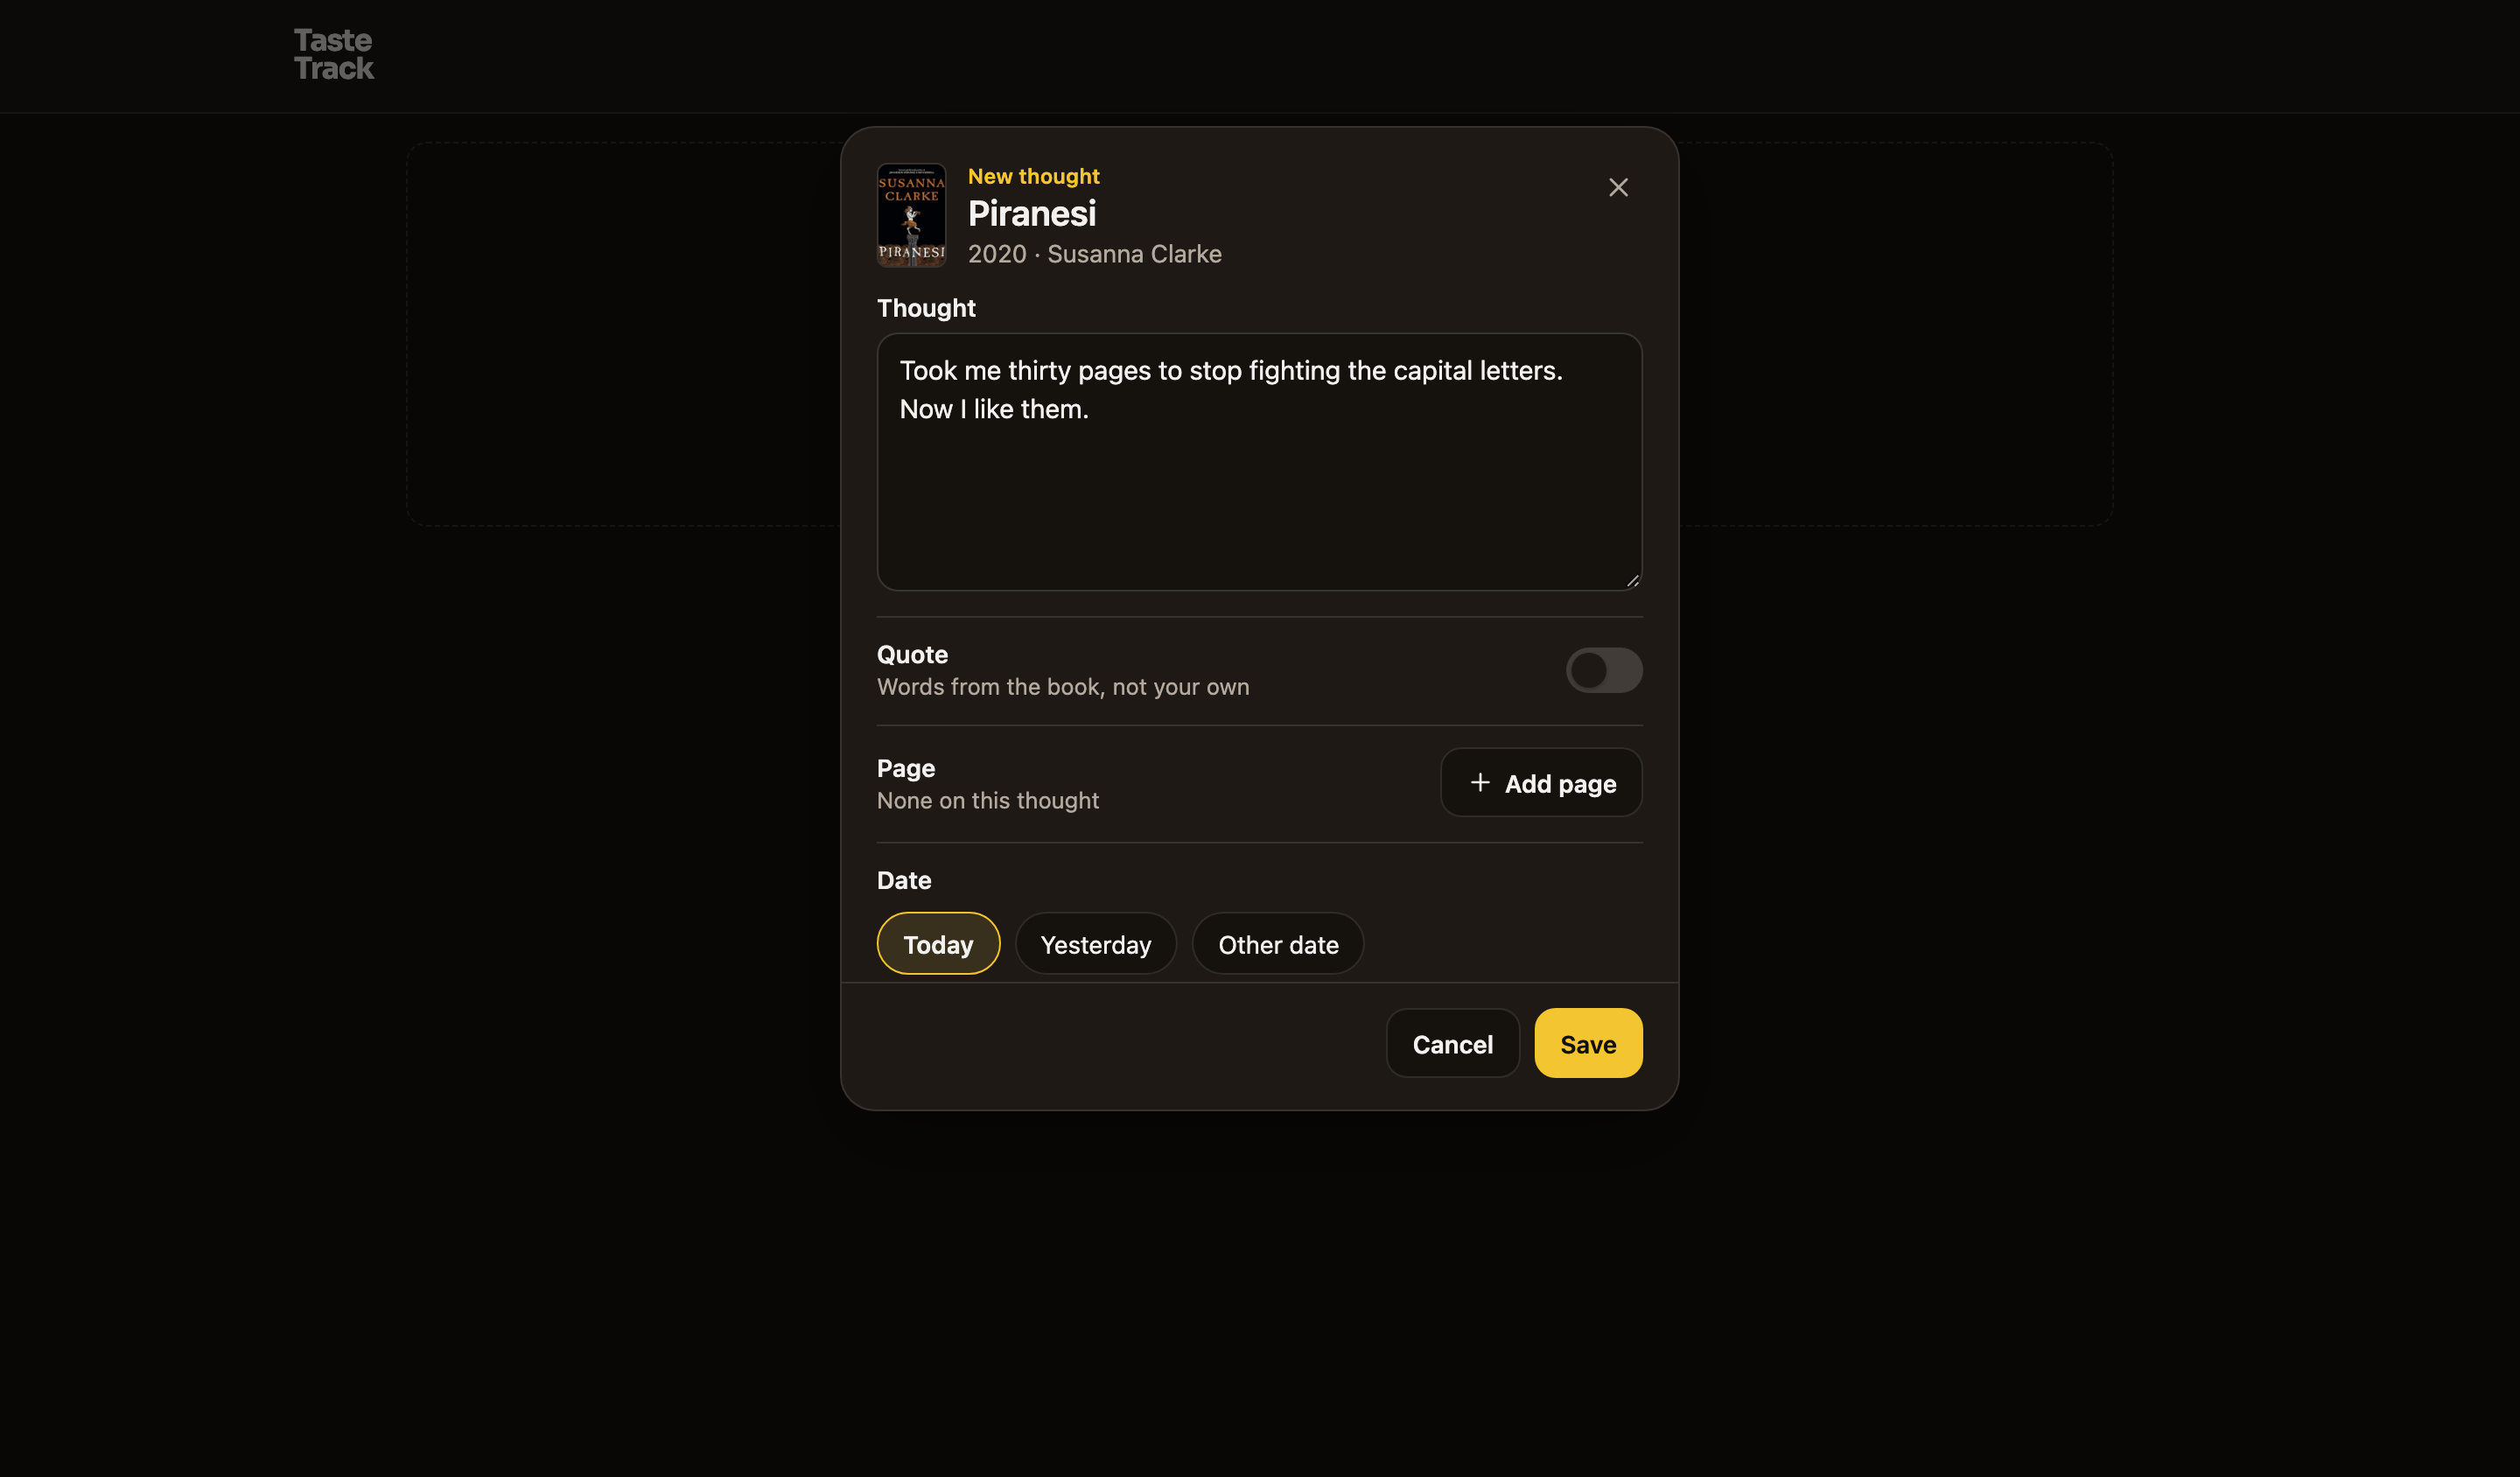 Taste
Track
SUSANNA
CLARKE
PIRANESI
New thought
Piranesi
2020 · Susanna Clarke
Thought
Took me thirty pages to stop fighting the capital letters.
Now I like them.
Quote
Words from the book, not your own
Page
None on this thought
Add page
Date
Today
Yesterday
Other date
Cancel
Save